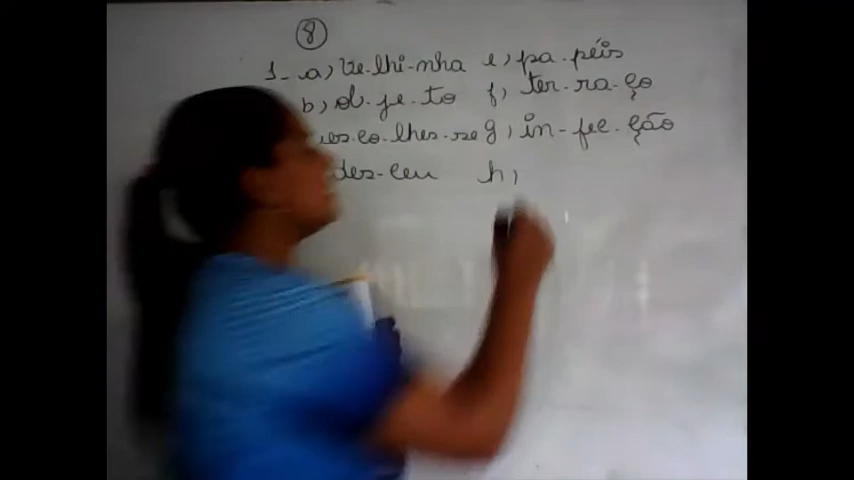 8
1- a) Ve-lhi-nha e) pa-péis
b) ob-je-to f) ter-ra-ço
es-co-lhes-se g) in-fec-ção
des-ceu h)